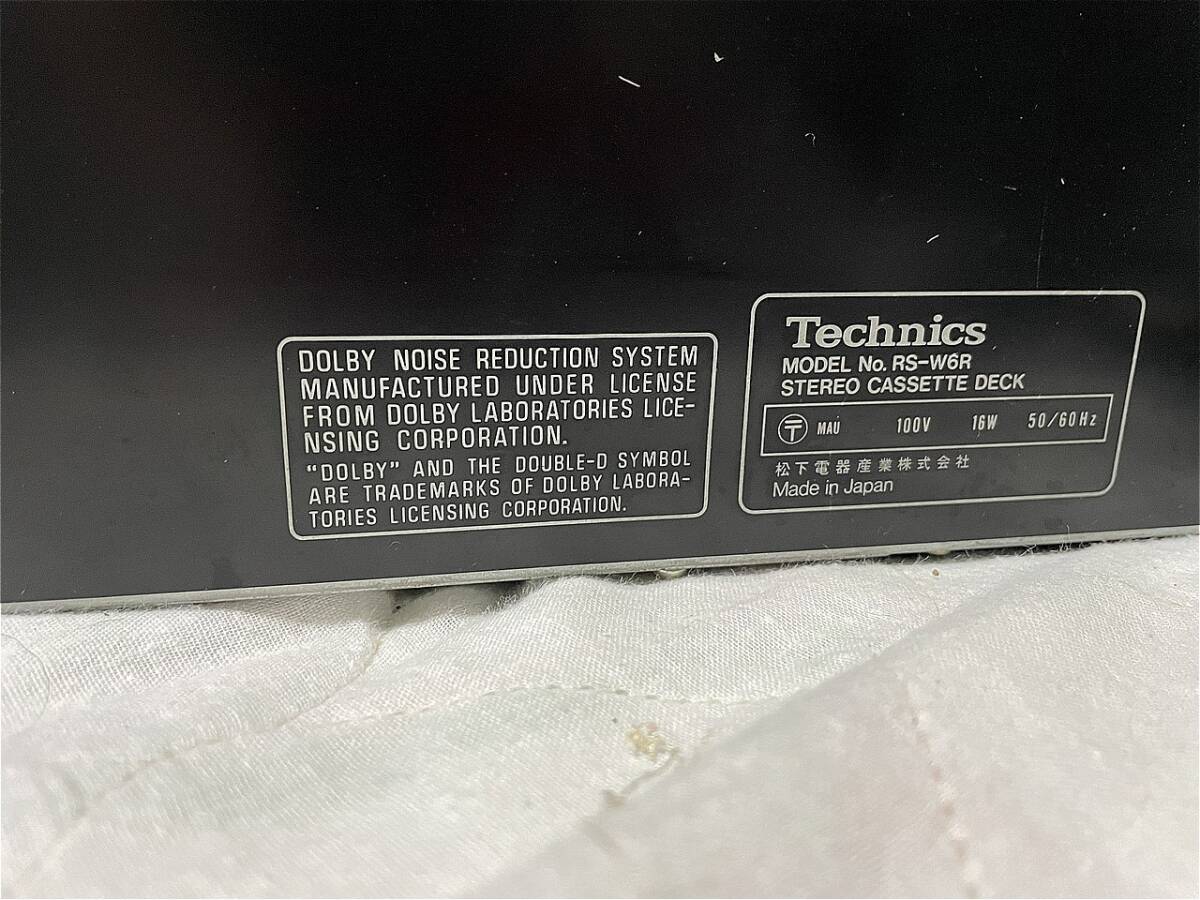 DOLBY NOISE REDUCTION SYSTEM
MANUFACTURED UNDER LICENSE
FROM DOLBY LABORATORIES LICE-
NSING CORPORATION.
"DOLBY" AND THE DOUBLE-D SYMBOL
ARE TRADEMARKS OF DOLBY LABORA-
TORIES LICENSING CORPORATION.
Technics
MODEL No. RS-W6R
STEREO CASSETTE DECK
〒 MAU 100V 16W 50/60Hz
松下電器産業株式会社
Made in Japan